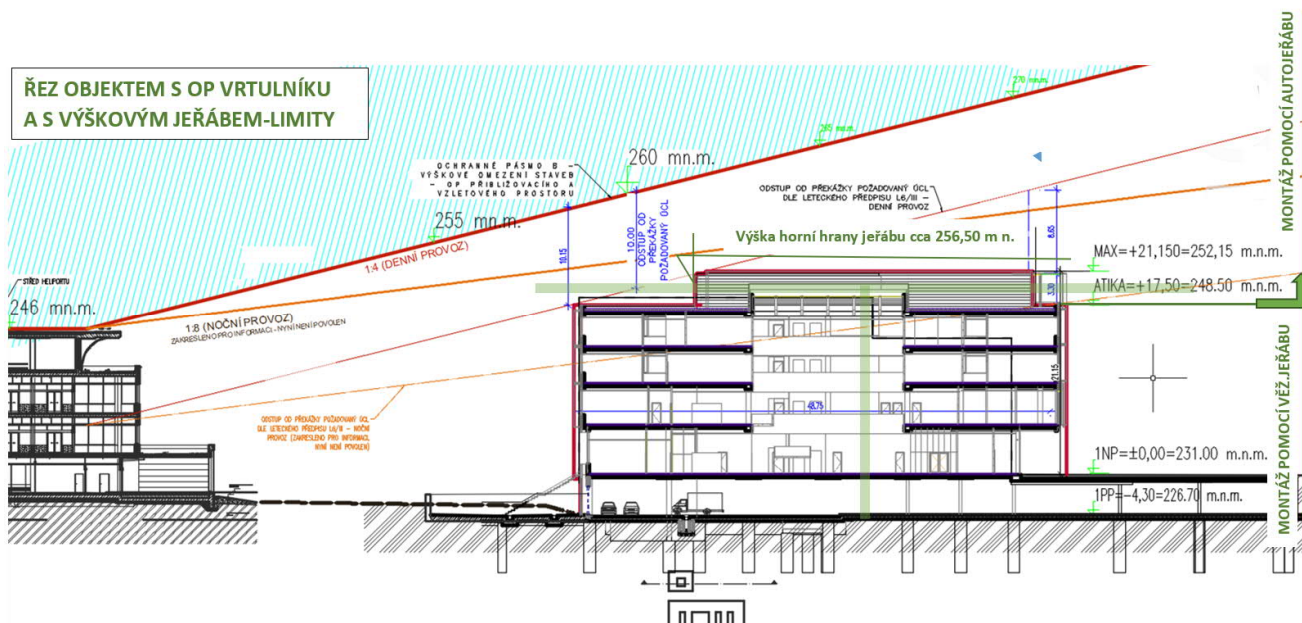 ŘEZ OBJEKTEM S OP VRTULNÍKU
A S VÝŠKOVÝM JEŘÁBEM-LIMITY
270 mn.m.
265 mn.m.
OCHRANNÉ PÁSMO B –
VÝŠKOVÉ OMEZENÍ STAVEB
– OP PŘIBLIŽOVACÍHO A
VZLETOVÉHO PROSTORU
260 mn.m.
255 mn.m.
ODSTUP OD PŘEKÁŽKY POŽADOVANÝ ÚCL
DLE LETECKÉHO PŘEDPISU L6/III –
DENNÍ PROVOZ
10.15
10.00
ODSTUP OD
PŘEKÁŽKY
POŽADOVANÝ ÚCL
8,65
Výška horní hrany jeřábu cca 256,50 m n.
1:4 (DENNÍ PROVOZ)
MAX=+21,150=252,15 m.n.m.
STŘED HELIPORTU
246 mn.m.
3,70
ATIKA=+17,50=248.50 m.n.m.
1:8 (NOČNÍ PROVOZ)
ZAKRESLENO PRO INFORMACI - NYNÍ NENÍ POVOLEN
21,15
48,75
ODSTUP OD PŘEKÁŽKY POŽADOVANÝ ÚCL
DLE LETECKÉHO PŘEDPISU L6/III – NOČNÍ
PROVOZ (ZAKRESLENO PRO INFORMACI,
NYNÍ NENÍ POVOLEN)
1NP=±0,00=231.00 m.n.m.
1PP=-4,30=226.70 m.n.m.
MONTÁŽ POMOCÍ AUTOJEŘÁBU
MONTÁŽ POMOCÍ VĚŽ.JEŘÁBU